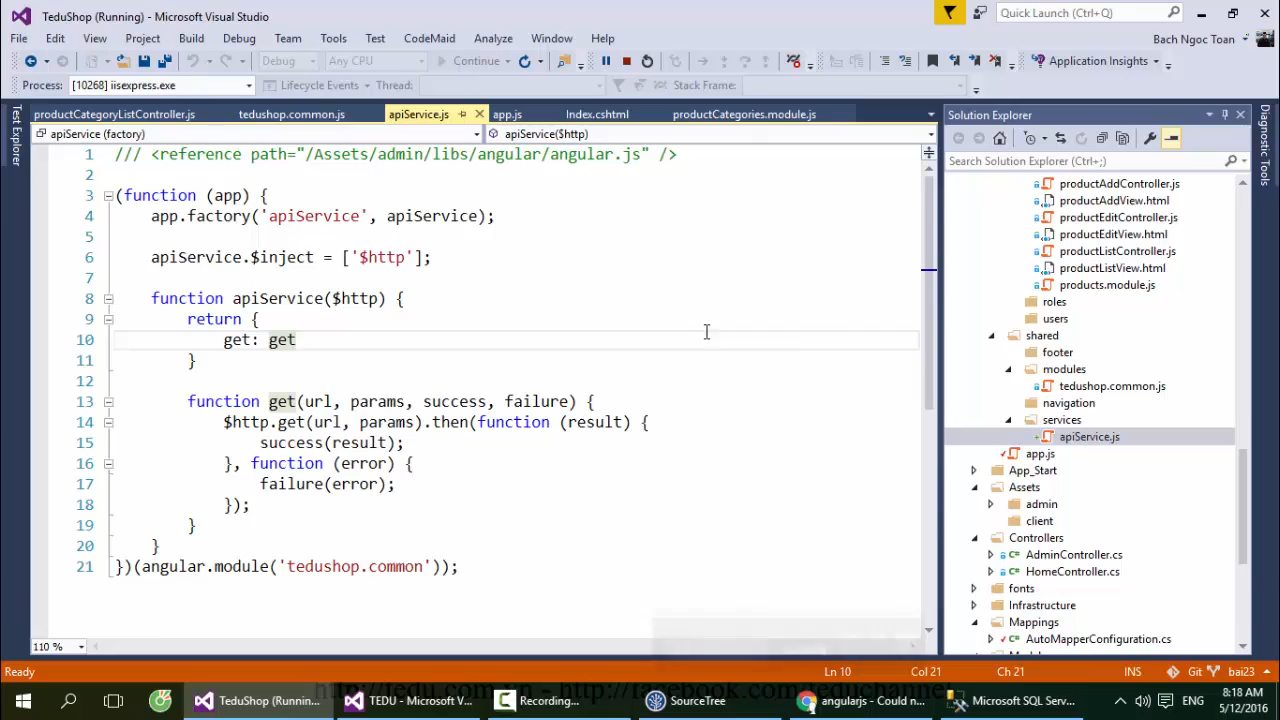 TeduShop (Running) - Microsoft Visual Studio
Quick Launch (Ctrl+Q)
File Edit View Project Build Debug Team Tools Test CodeMaid Analyze Window Help
Bach Ngoc Toan
Debug Any CPU Continue Application Insights
Process: [10268] iisexpress.exe Lifecycle Events Thread: Stack Frame:
Test Explorer
productCategoryListController.js tedushop.common.js apiService.js app.js Index.cshtml productCategories.module.js
apiService (factory) apiService($http)
1 /// <reference path="/Assets/admin/libs/angular/angular.js" />
2
3 (function (app) {
4 app.factory('apiService', apiService);
5
6 apiService.$inject = ['$http'];
7
8 function apiService($http) {
9 return {
10 get: get
11 }
12
13 function get(url, params, success, failure) {
14 $http.get(url, params).then(function (result) {
15 success(result);
16 }, function (error) {
17 failure(error);
18 });
19 }
20 }
21 })(angular.module('tedushop.common'));
110 %
Solution Explorer
Search Solution Explorer (Ctrl+;)
productAddController.js
productAddView.html
productEditController.js
productEditView.html
productListController.js
productListView.html
products.module.js
roles
users
shared
footer
modules
tedushop.common.js
navigation
services
apiService.js
app.js
App_Start
Assets
admin
client
Controllers
AdminController.cs
HomeController.cs
fonts
Infrastructure
Mappings
AutoMapperConfiguration.cs
Diagnostic Tools
Ready Ln 10 Col 21 Ch 21 INS Git bai23
TeduShop (Running... TEDU - Microsoft V... Recording... SourceTree angularjs - Could n... Microsoft SQL Serv... ENG
8:18 AM
5/12/2016